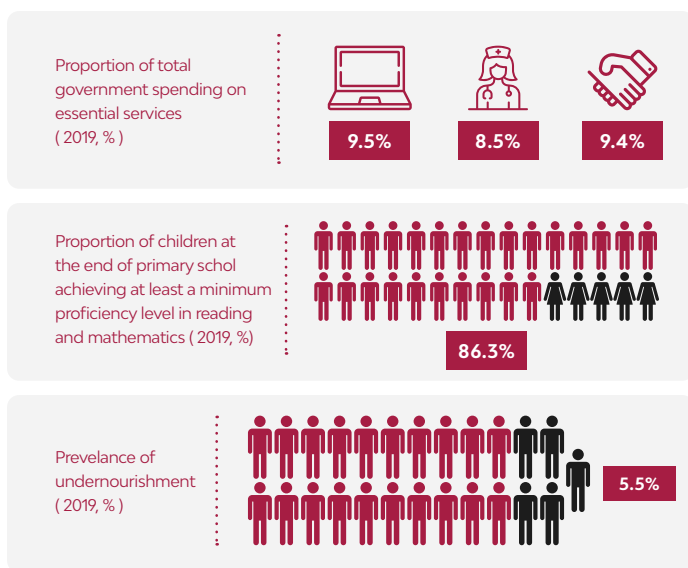 Proportion of total
government spending on
essential services
( 2019, % )
9.5%
8.5%
9.4%
Proportion of children at
the end of primary schol
achieving at least a minimum
proficiency level in reading
and mathematics ( 2019, %)
86.3%
Prevelance of
undernourishment
( 2019, % )
5.5%